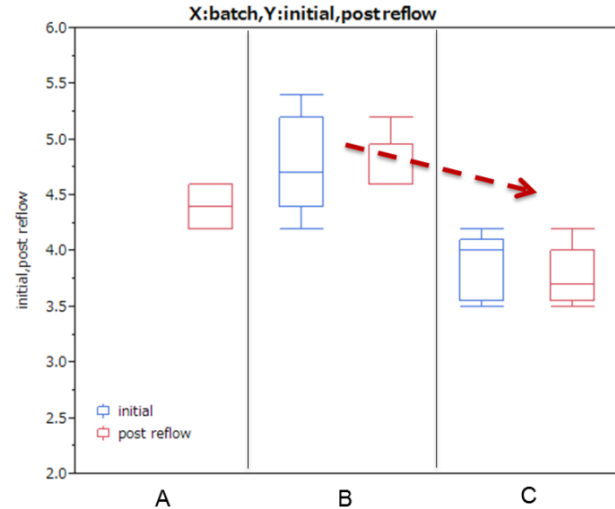 X:batch,Y:initial,post reflow
6.0
5.5
5.0
4.5
4.0
3.5
3.0
2.5
2.0
initial,post reflow
initial
post reflow
A B C